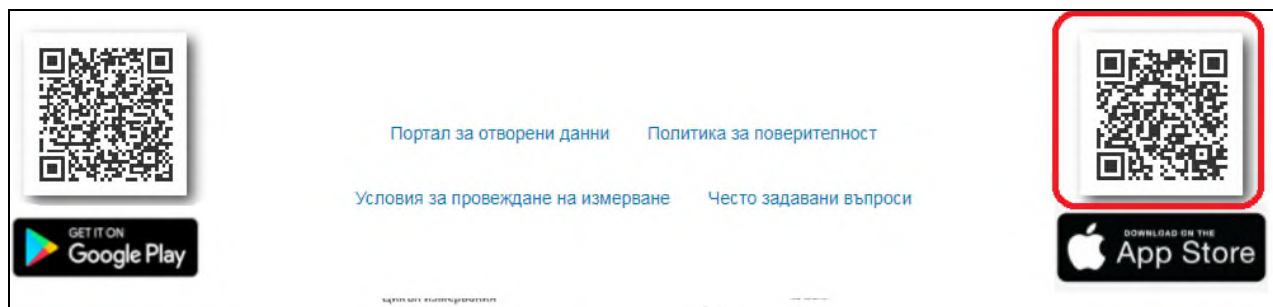 Портал за отворени данни Политика за поверителност
Условия за провеждане на измерване Често задавани въпроси
GET IT ON
Google Play
DOWNLOAD ON THE
App Store